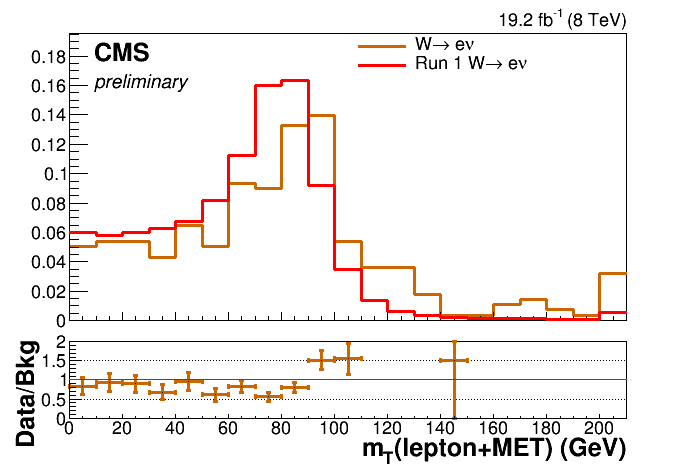 19.2 fb⁻¹ (8 TeV)
CMS
preliminary
W→ eν
Run 1 W→ eν
0.18
0.16
0.14
0.12
0.1
0.08
0.06
0.04
0.02
0
Data/Bkg
2
1.5
1
0.5
0
0 20 40 60 80 100 120 140 160 180 200
m_T(lepton+MET) (GeV)